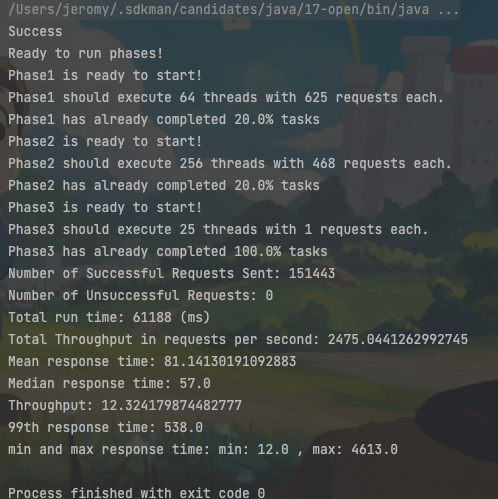 /Users/jeromy/.sdkman/candidates/java/17-open/bin/java ...
Success
Ready to run phases!
Phase1 is ready to start!
Phase1 should execute 64 threads with 625 requests each.
Phase1 has already completed 20.0% tasks
Phase2 is ready to start!
Phase2 should execute 256 threads with 468 requests each.
Phase2 has already completed 20.0% tasks
Phase3 is ready to start!
Phase3 should execute 25 threads with 1 requests each.
Phase3 has already completed 100.0% tasks
Number of Successful Requests Sent: 151443
Number of Unsuccessful Requests: 0
Total run time: 61188 (ms)
Total Throughput in requests per second: 2475.0441262992745
Mean response time: 81.14130191092883
Median response time: 57.0
Throughput: 12.324179874482777
99th response time: 538.0
min and max response time: min: 12.0 , max: 4613.0
Process finished with exit code 0